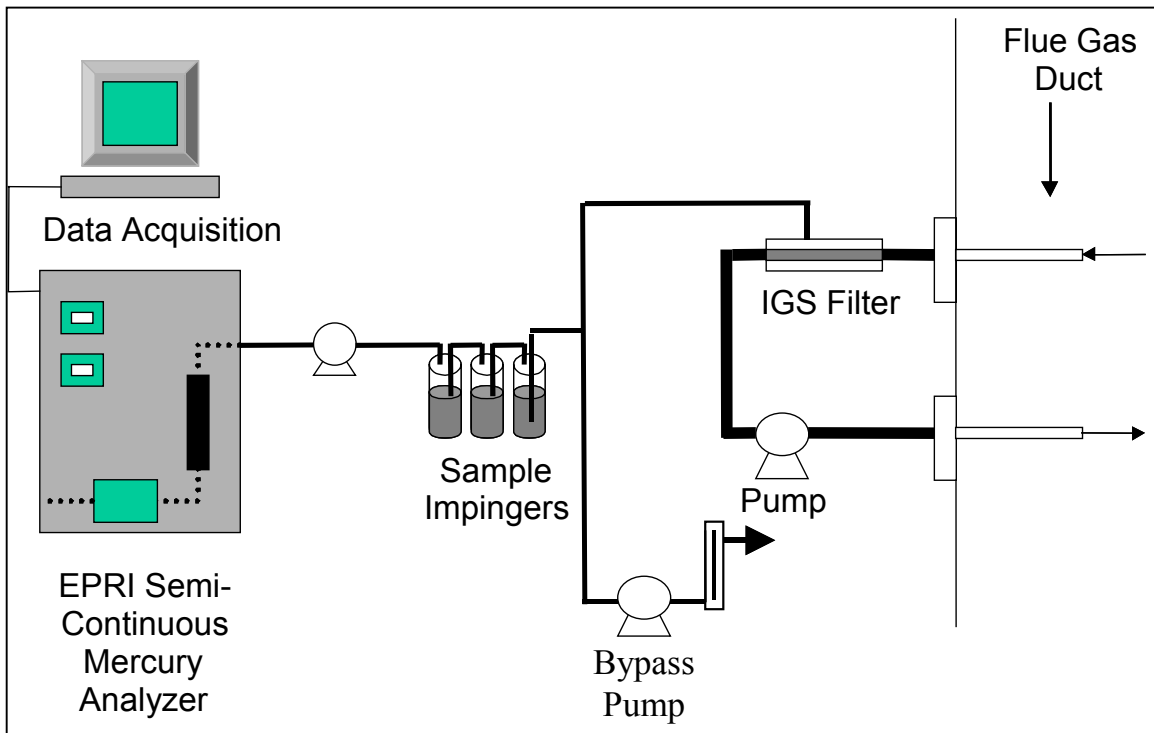 Flue Gas
Duct
Data Acquisition
IGS Filter
Sample
Impingers
Pump
EPRI Semi-
Continuous
Mercury
Analyzer
Bypass
Pump